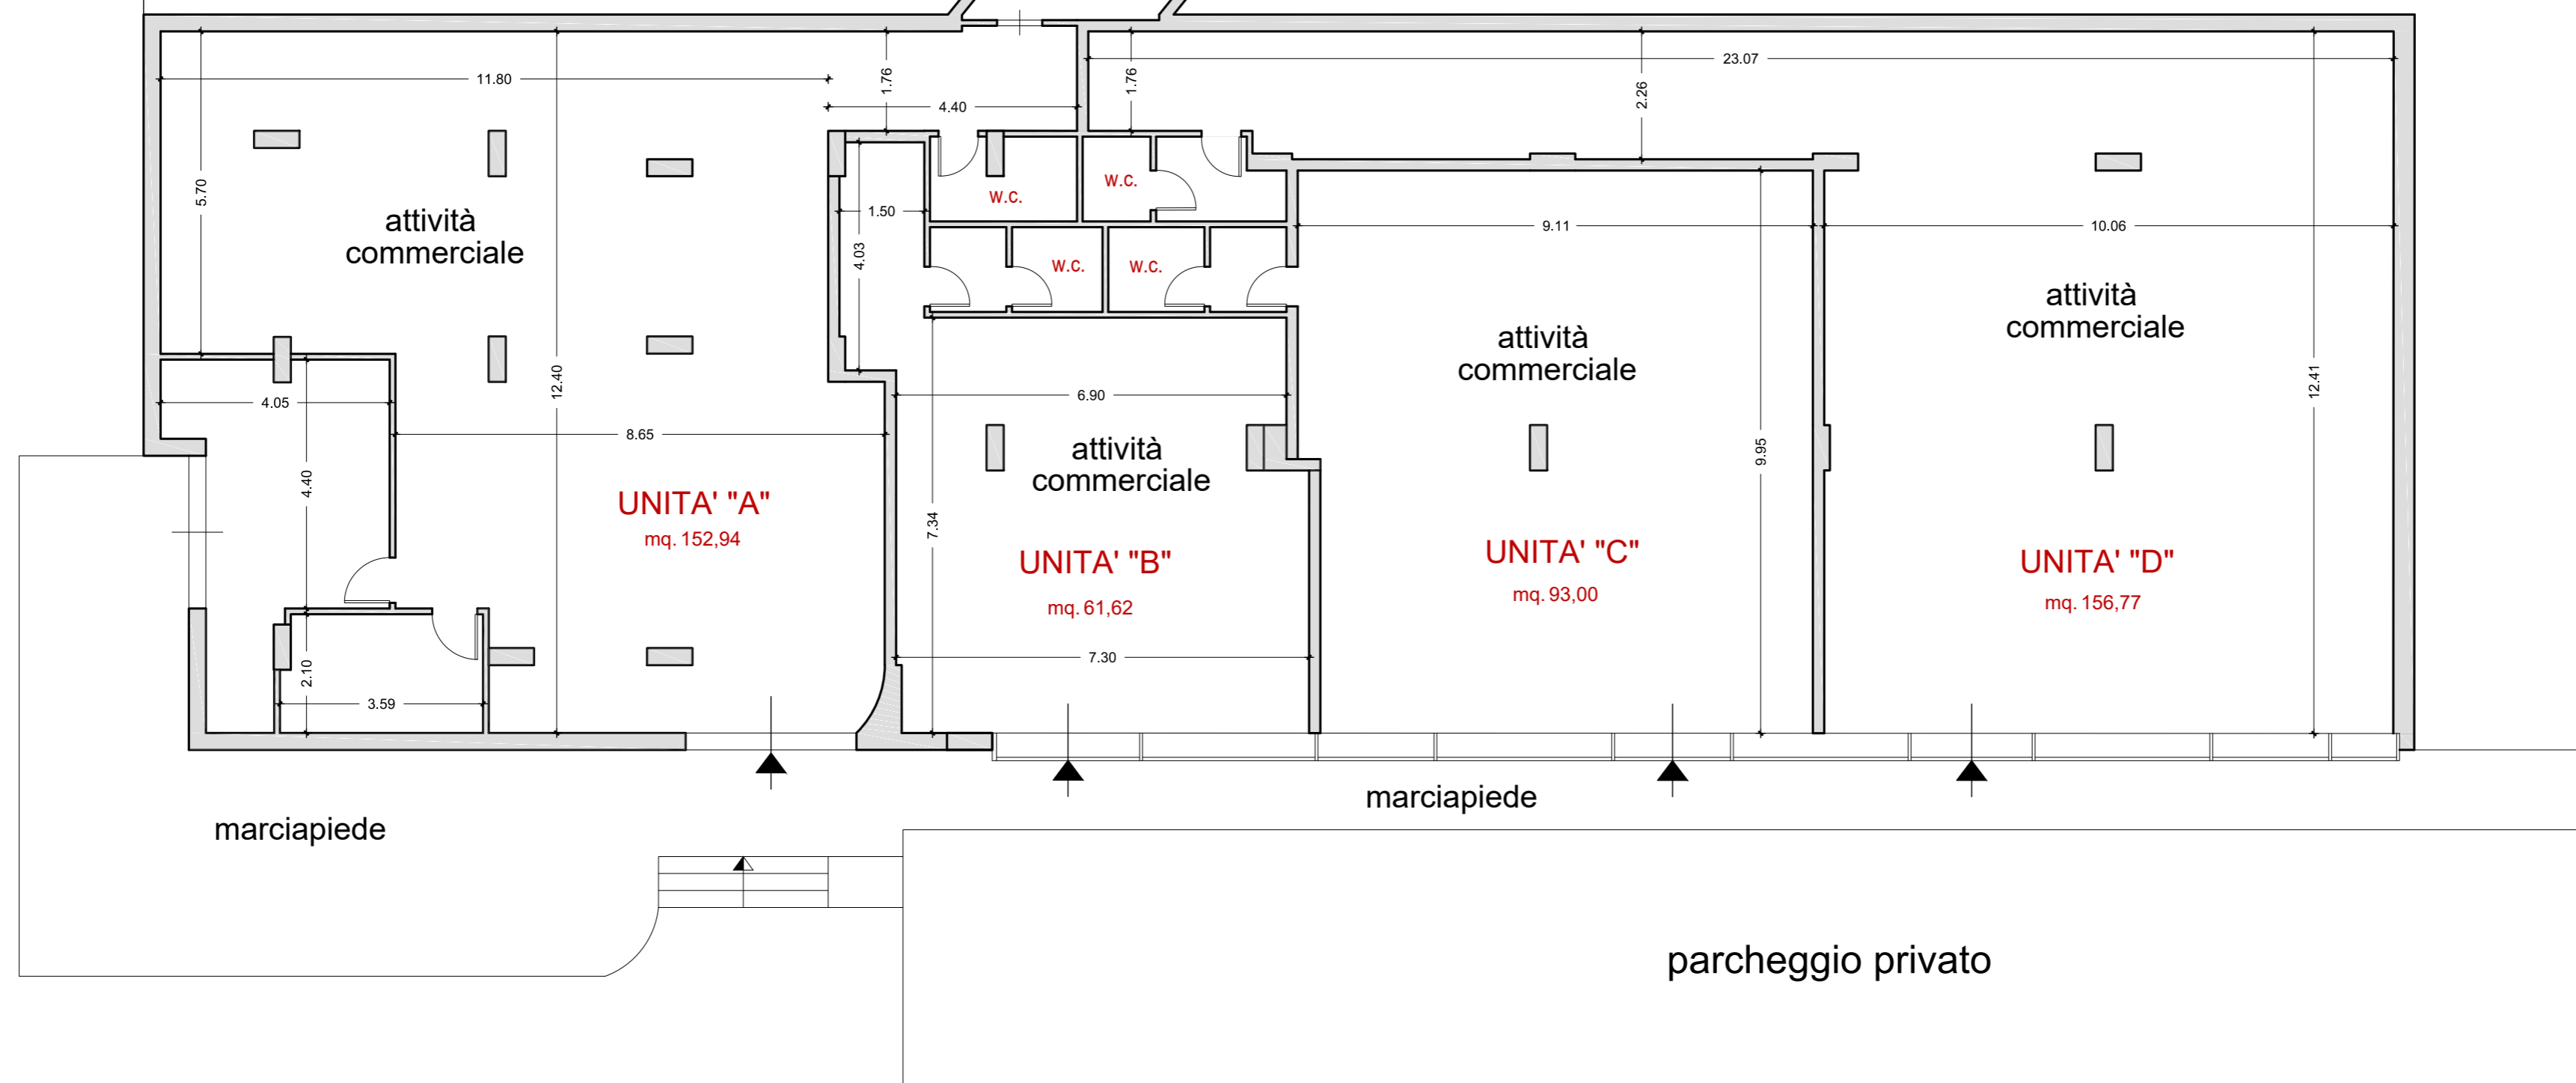 23.07
11.80
1.76
1.76
2.26
4.40
5.70
W.C.
W.C.
1.50
attività
commerciale
9.11
10.06
4.03
W.C.
W.C.
attività
commerciale
attività
commerciale
12.40
12.41
4.05
6.90
8.65
attività
commerciale
9.95
4.40
UNITA' "A"
mq. 152,94
7.34
UNITA' "B"
mq. 61,62
UNITA' "C"
mq. 93,00
UNITA' "D"
mq. 156,77
7.30
2.10
3.59
marciapiede
marciapiede
parcheggio privato